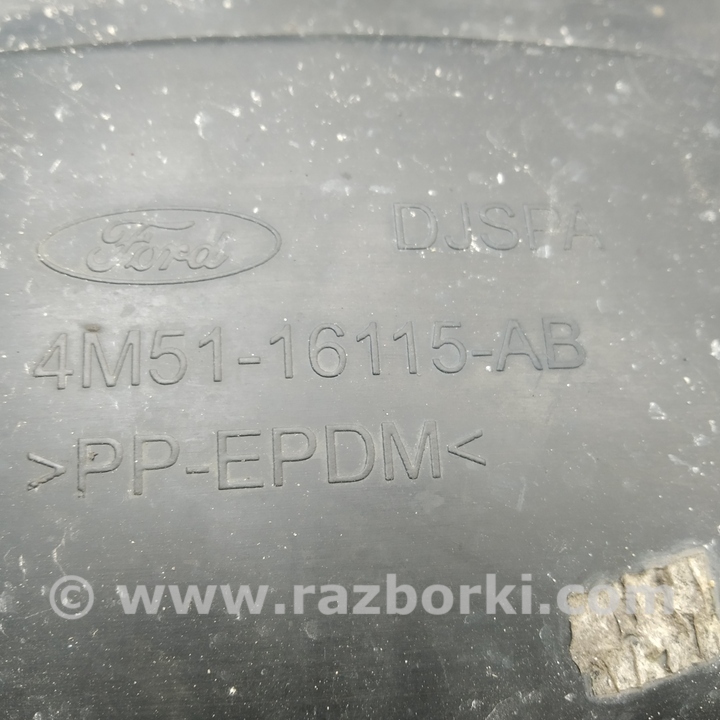 Ford DJSFA
4M51-16115-AB
>PP-EPDM<
© www.razborki.com